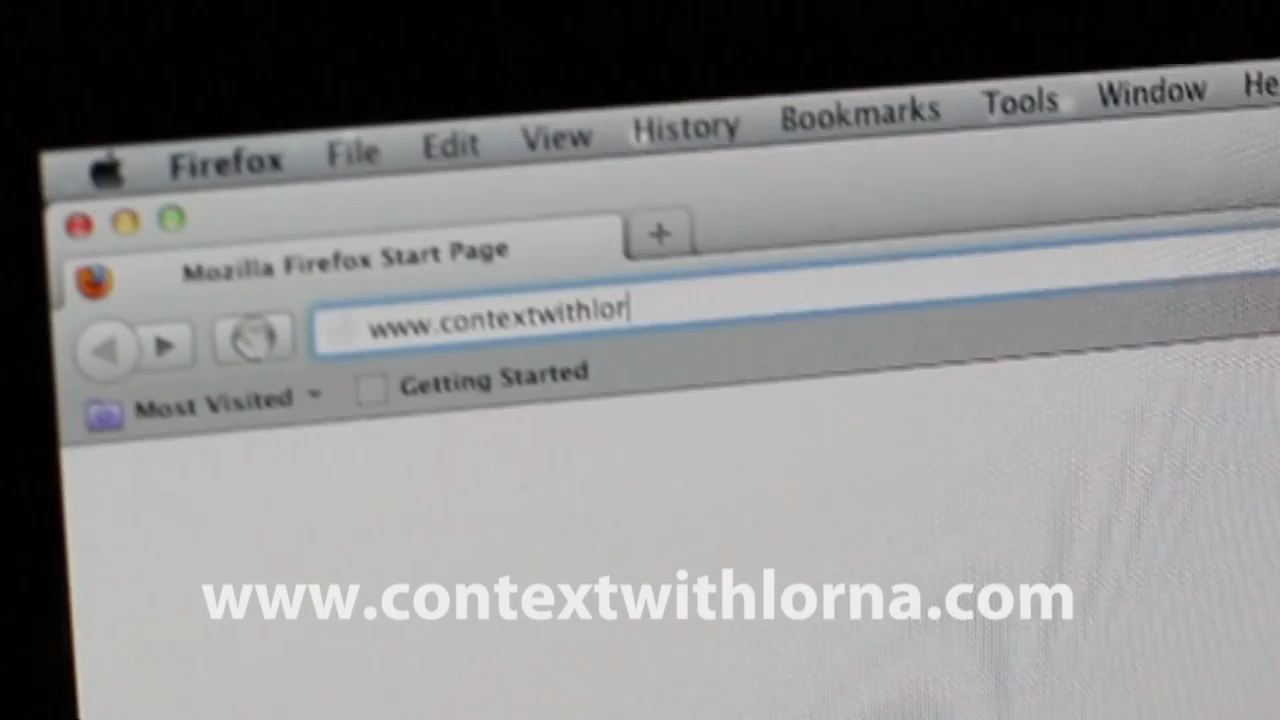 Firefox File Edit View History Bookmarks Tools Window He
Mozilla Firefox Start Page +
www.contextwithlor
Most Visited Getting Started
www.contextwithlorna.com